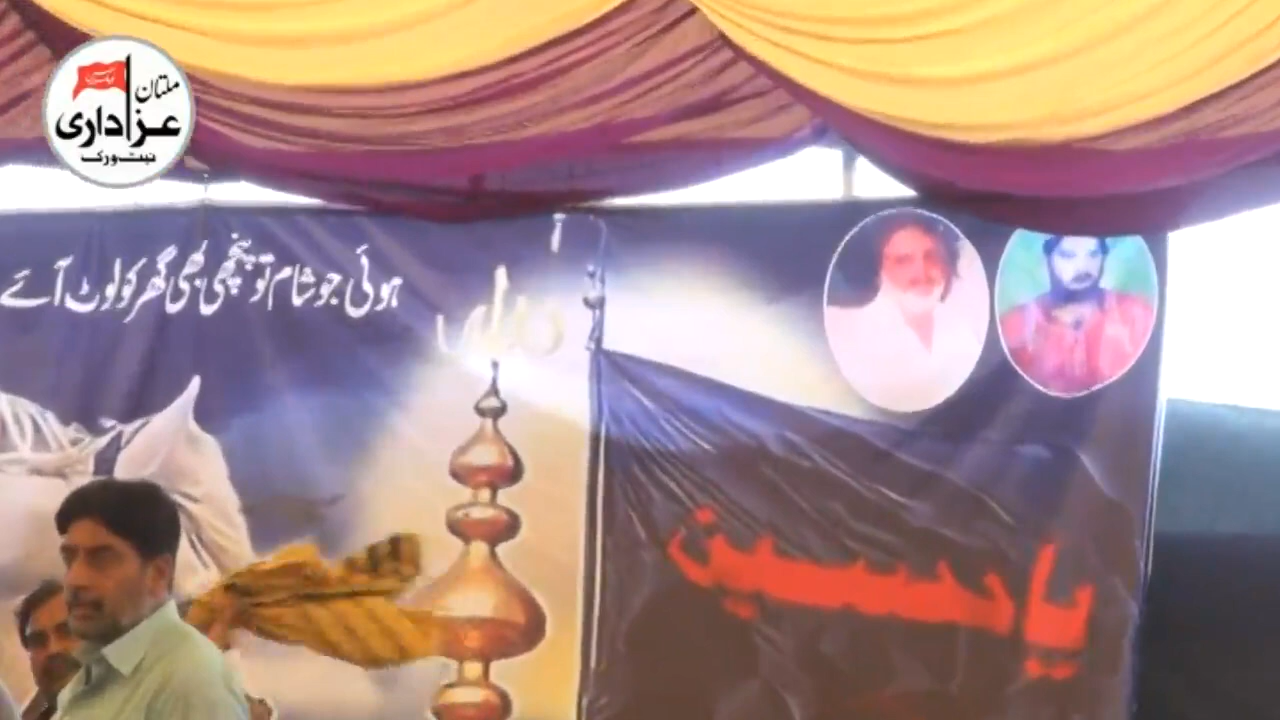 ملتان
عزاداری
نیٹ ورک
ہوئی جو شام تو پنچھی بھی گھر کو لوٹ آئے
یا حسین